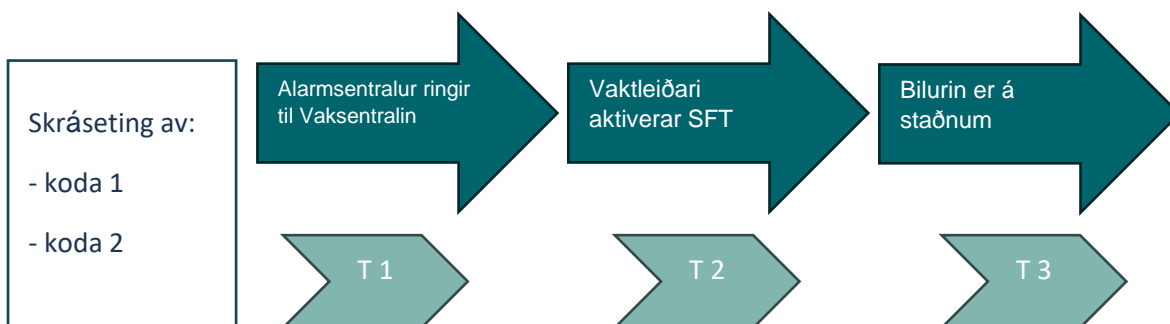 Skráseting av:
- koda 1
- koda 2
Alarmsentralur ringir
til Vaksentralin
Vaktleiðari
aktiverar SFT
Bilurin er á
staðnum
T 1
T 2
T 3